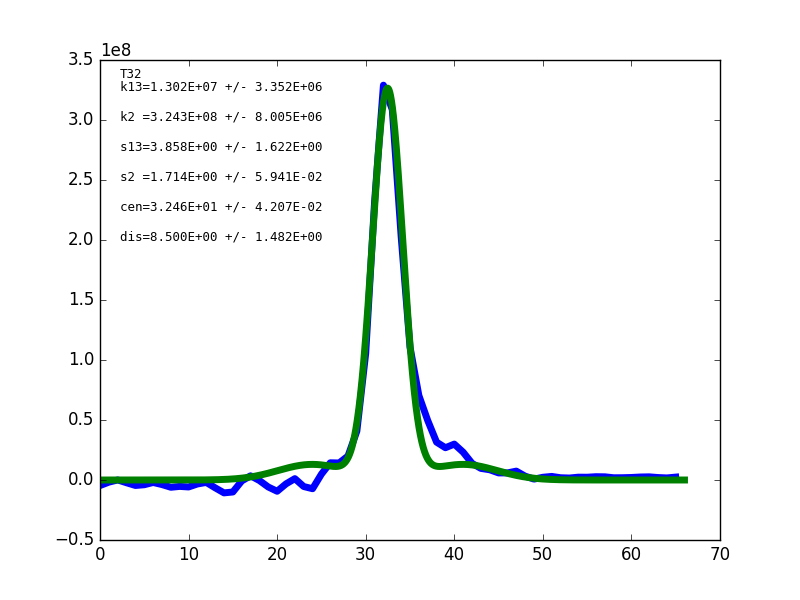 1e8
T32
k13=1.302E+07 +/- 3.352E+06
k2 =3.243E+08 +/- 8.005E+06
s13=3.858E+00 +/- 1.622E+00
s2 =1.714E+00 +/- 5.941E-02
cen=3.246E+01 +/- 4.207E-02
dis=8.500E+00 +/- 1.482E+00
3.5
3.0
2.5
2.0
1.5
1.0
0.5
0.0
−0.5
0 10 20 30 40 50 60 70